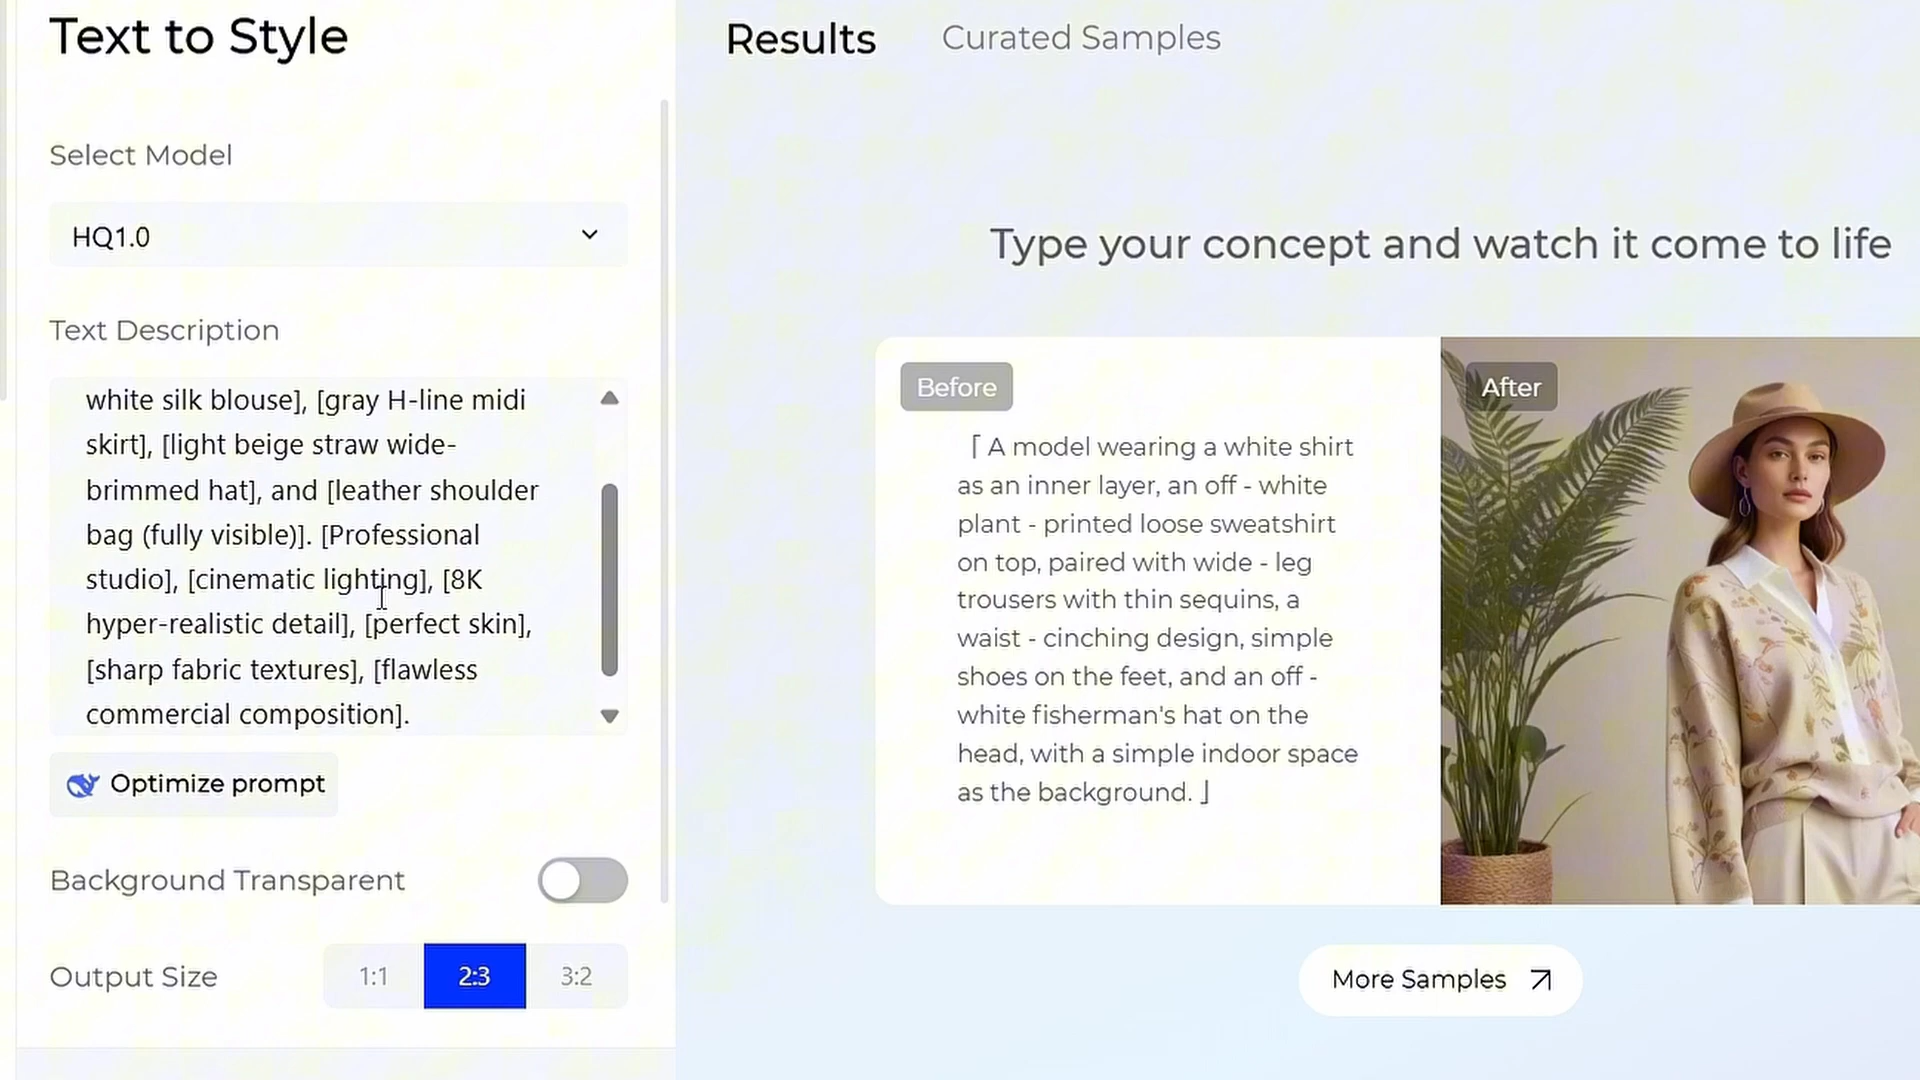 Text to Style
Select Model
HQ1.0
Text Description
white silk blouse], [gray H-line midi
skirt], [light beige straw wide-
brimmed hat], and [leather shoulder
bag (fully visible)]. [Professional
studio], [cinematic lighting], [8K
hyper-realistic detail], [perfect skin],
[sharp fabric textures], [flawless
commercial composition].
Optimize prompt
Background Transparent
Output Size
1:1
2:3
3:2
Results
Curated Samples
Type your concept and watch it come to life
Before
「 A model wearing a white shirt
as an inner layer, an off - white
plant - printed loose sweatshirt
on top, paired with wide - leg
trousers with thin sequins, a
waist - cinching design, simple
shoes on the feet, and an off -
white fisherman's hat on the
head, with a simple indoor space
as the background. 」
After
More Samples